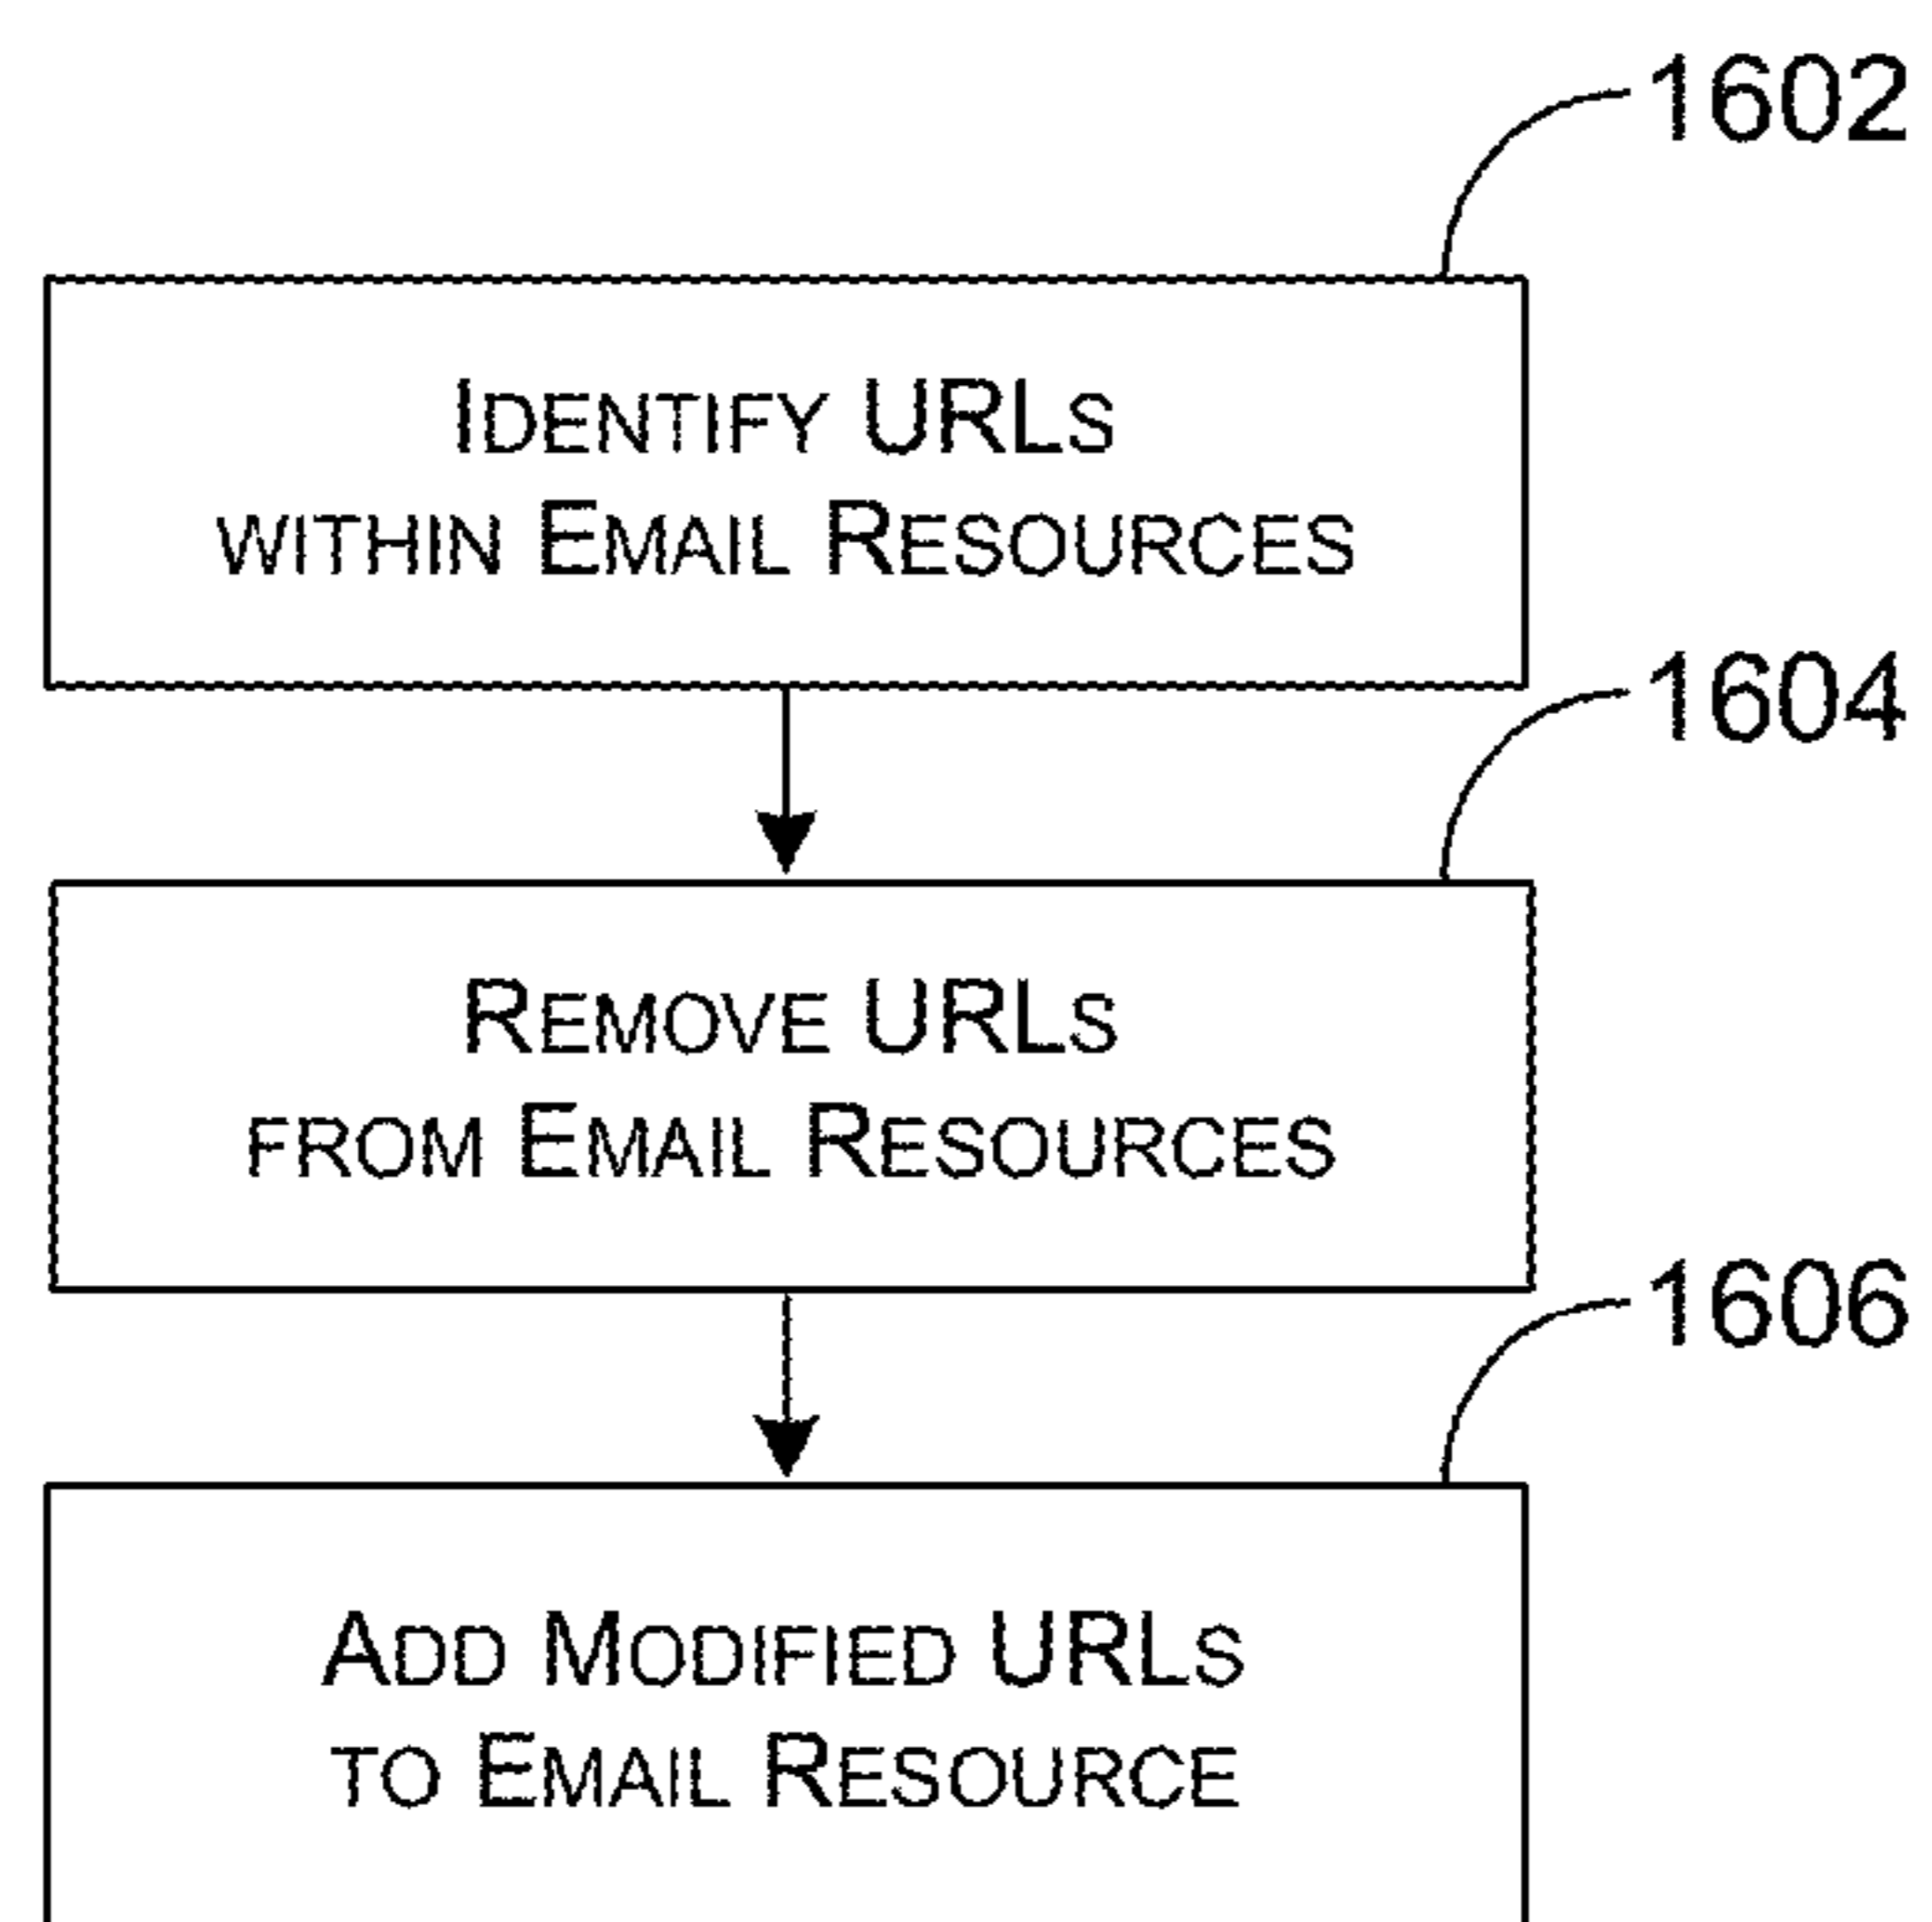 1602
IDENTIFY URLS
WITHIN EMAIL RESOURCES
1604
REMOVE URLS
FROM EMAIL RESOURCES
1606
ADD MODIFIED URLS
TO EMAIL RESOURCE